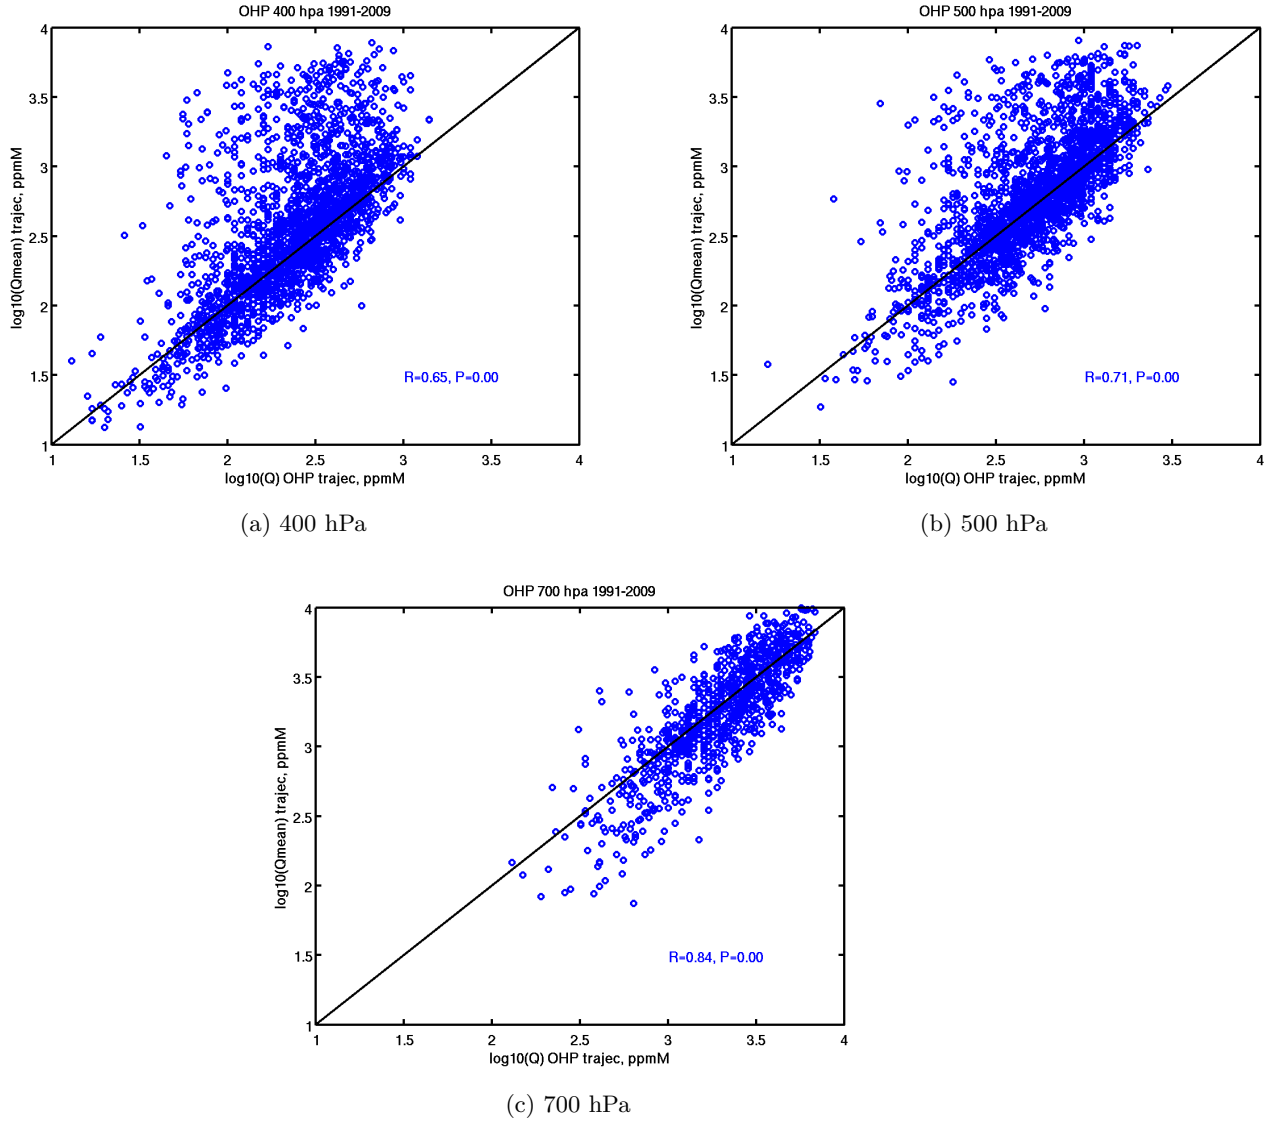 OHP 400 hpa 1991-2009
4
3.5
3
2.5
2
1.5
1
log10(Qmean) trajec, ppmM
R=0.65, P=0.00
1 1.5 2 2.5 3 3.5 4
log10(Q) OHP trajec, ppmM
(a) 400 hPa
OHP 500 hpa 1991-2009
4
3.5
3
2.5
2
1.5
1
log10(Qmean) trajec, ppmM
R=0.71, P=0.00
1 1.5 2 2.5 3 3.5 4
log10(Q) OHP trajec, ppmM
(b) 500 hPa
OHP 700 hpa 1991-2009
4
3.5
3
2.5
2
1.5
1
log10(Qmean) trajec, ppmM
R=0.84, P=0.00
1 1.5 2 2.5 3 3.5 4
log10(Q) OHP trajec, ppmM
(c) 700 hPa